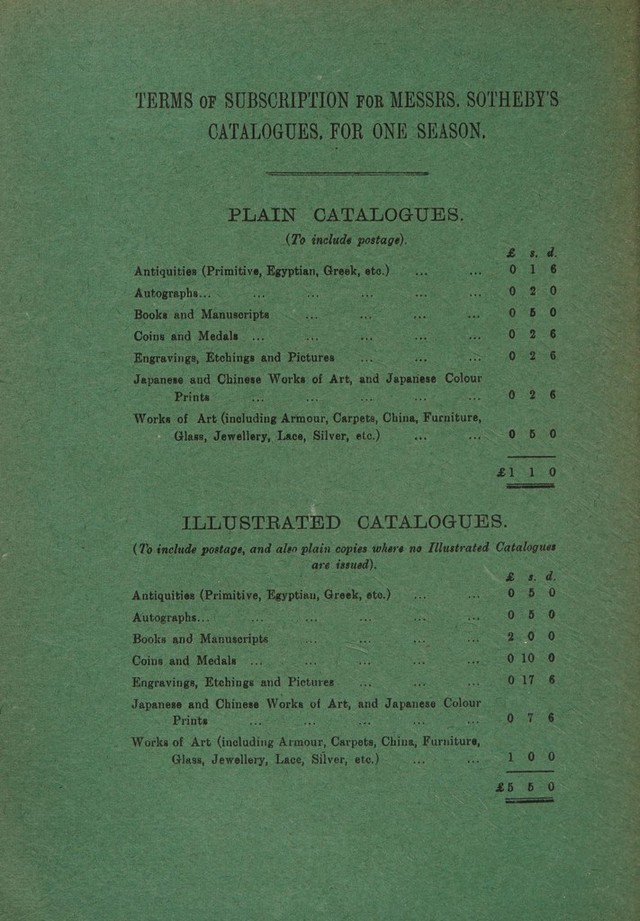 TERMS OF SUBSCRIPTION FOR MESSRS. SOTHEBY'S
CATALOGUES, FOR ONE SEASON.
PLAIN CATALOGUES.
(To include postage).
£ s. d.
Antiquities (Primitive, Egyptian, Greek, etc.) ... ... 0 1 6
Autographs... ... ... ... ... ... 0 2 0
Books and Manuscripts ... ... ... ... 0 5 0
Coins and Medals ... ... ... ... ... 0 2 6
Engravings, Etchings and Pictures ... ... ... 0 2 6
Japanese and Chinese Works of Art, and Japanese Colour
Prints ... ... ... ... ... 0 2 6
Works of Art (including Armour, Carpets, China, Furniture,
Glass, Jewellery, Lace, Silver, etc.) ... ... 0 5 0
£1 1 0
ILLUSTRATED CATALOGUES.
(To include postage, and also plain copies where no Illustrated Catalogues
are issued).
£ s. d.
Antiquities (Primitive, Egyptian, Greek, etc.) ... ... 0 5 0
Autographs... ... ... ... ... ... 0 5 0
Books and Manuscripts ... ... ... ... 2 0 0
Coins and Medals ... ... ... ... ... 0 10 0
Engravings, Etchings and Pictures ... ... ... 0 17 6
Japanese and Chinese Works of Art, and Japanese Colour
Prints ... ... ... ... ... 0 7 6
Works of Art (including Armour, Carpets, China, Furniture,
Glass, Jewellery, Lace, Silver, etc.) ... ... 1 0 0
£5 5 0